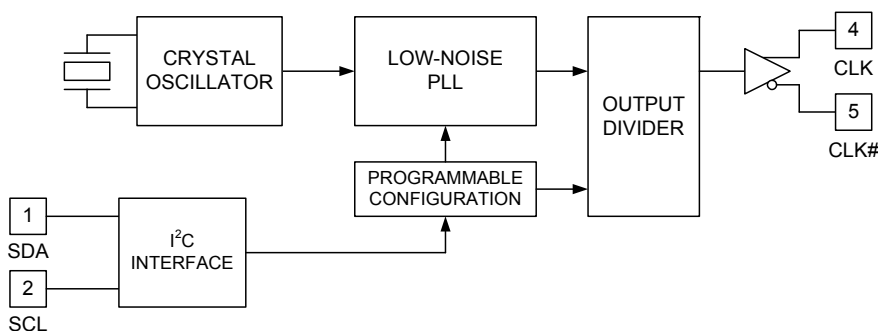 CRYSTAL
OSCILLATOR
LOW-NOISE
PLL
OUTPUT
DIVIDER
4
CLK
5
CLK#
PROGRAMMABLE
CONFIGURATION
1
SDA
2
SCL
I²C
INTERFACE